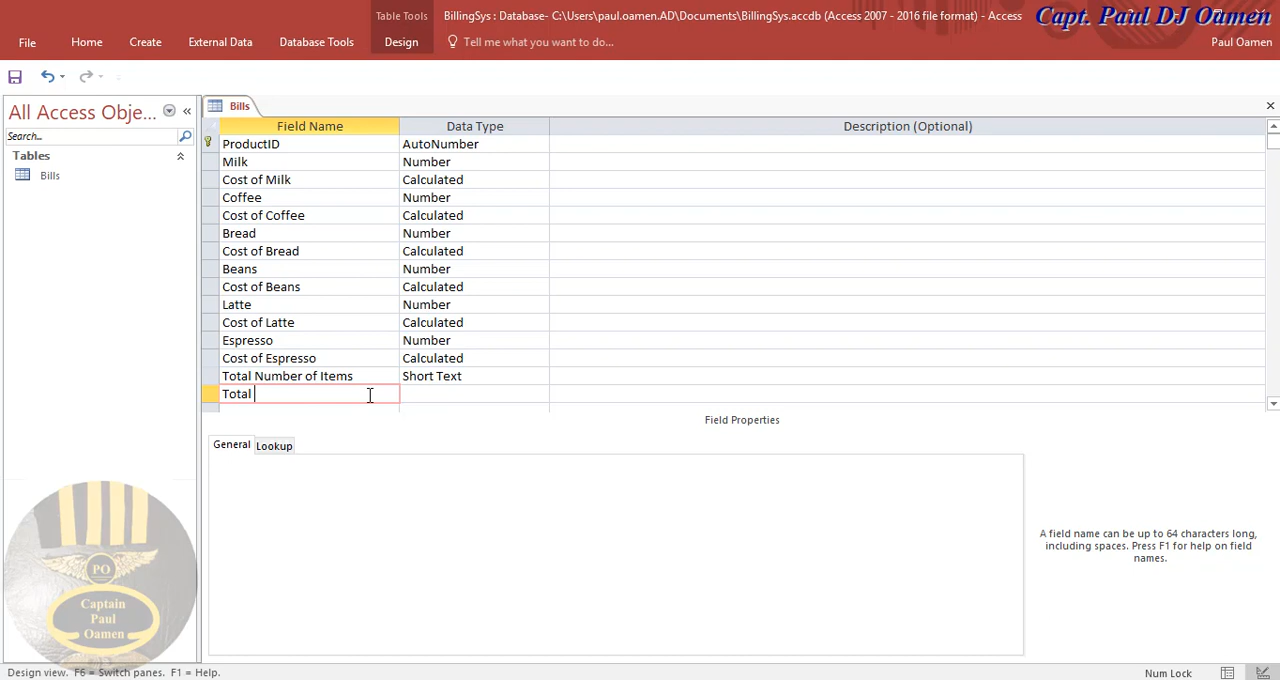 Table Tools
BillingSys : Database- C:\Users\paul.oamen.AD\Documents\BillingSys.accdb (Access 2007 - 2016 file format) - Access
Capt. Paul DJ Oamen
File Home Create External Data Database Tools Design Tell me what you want to do... Paul Oamen
All Access Obje... «
Search...
Tables
Bills
Bills
Field Name Data Type Description (Optional)
ProductID AutoNumber
Milk Number
Cost of Milk Calculated
Coffee Number
Cost of Coffee Calculated
Bread Number
Cost of Bread Calculated
Beans Number
Cost of Beans Calculated
Latte Number
Cost of Latte Calculated
Espresso Number
Cost of Espresso Calculated
Total Number of Items Short Text
Total
Field Properties
General Lookup
A field name can be up to 64 characters long,
including spaces. Press F1 for help on field
names.
PO
Captain
Paul
Oamen
Design view. F6 = Switch panes. F1 = Help. Num Lock